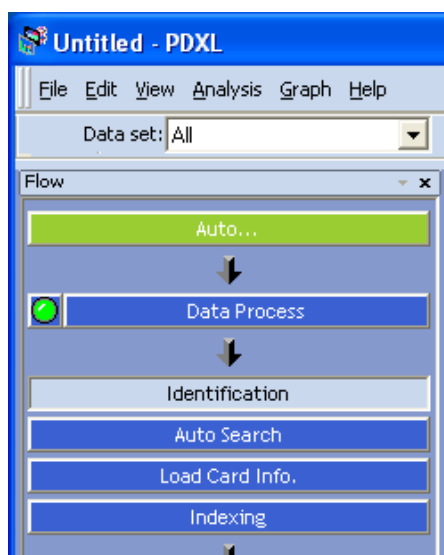 Untitled - PDXL
File Edit View Analysis Graph Help
Data set: All
Flow
Auto...
Data Process
Identification
Auto Search
Load Card Info.
Indexing